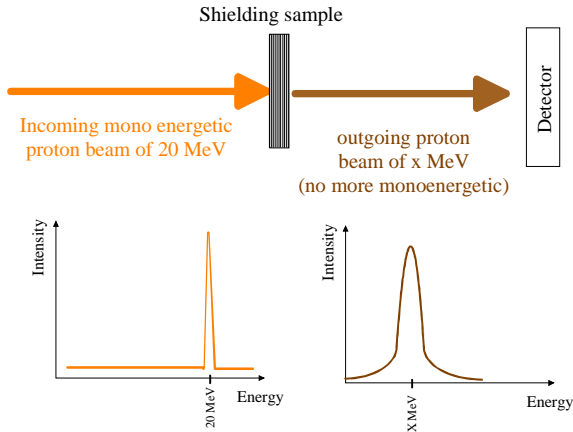 Shielding sample
Detector
Incoming mono energetic
proton beam of 20 MeV
outgoing proton
beam of x MeV
(no more monoenergetic)
Intensity
20 MeV
Energy
Intensity
X MeV
Energy